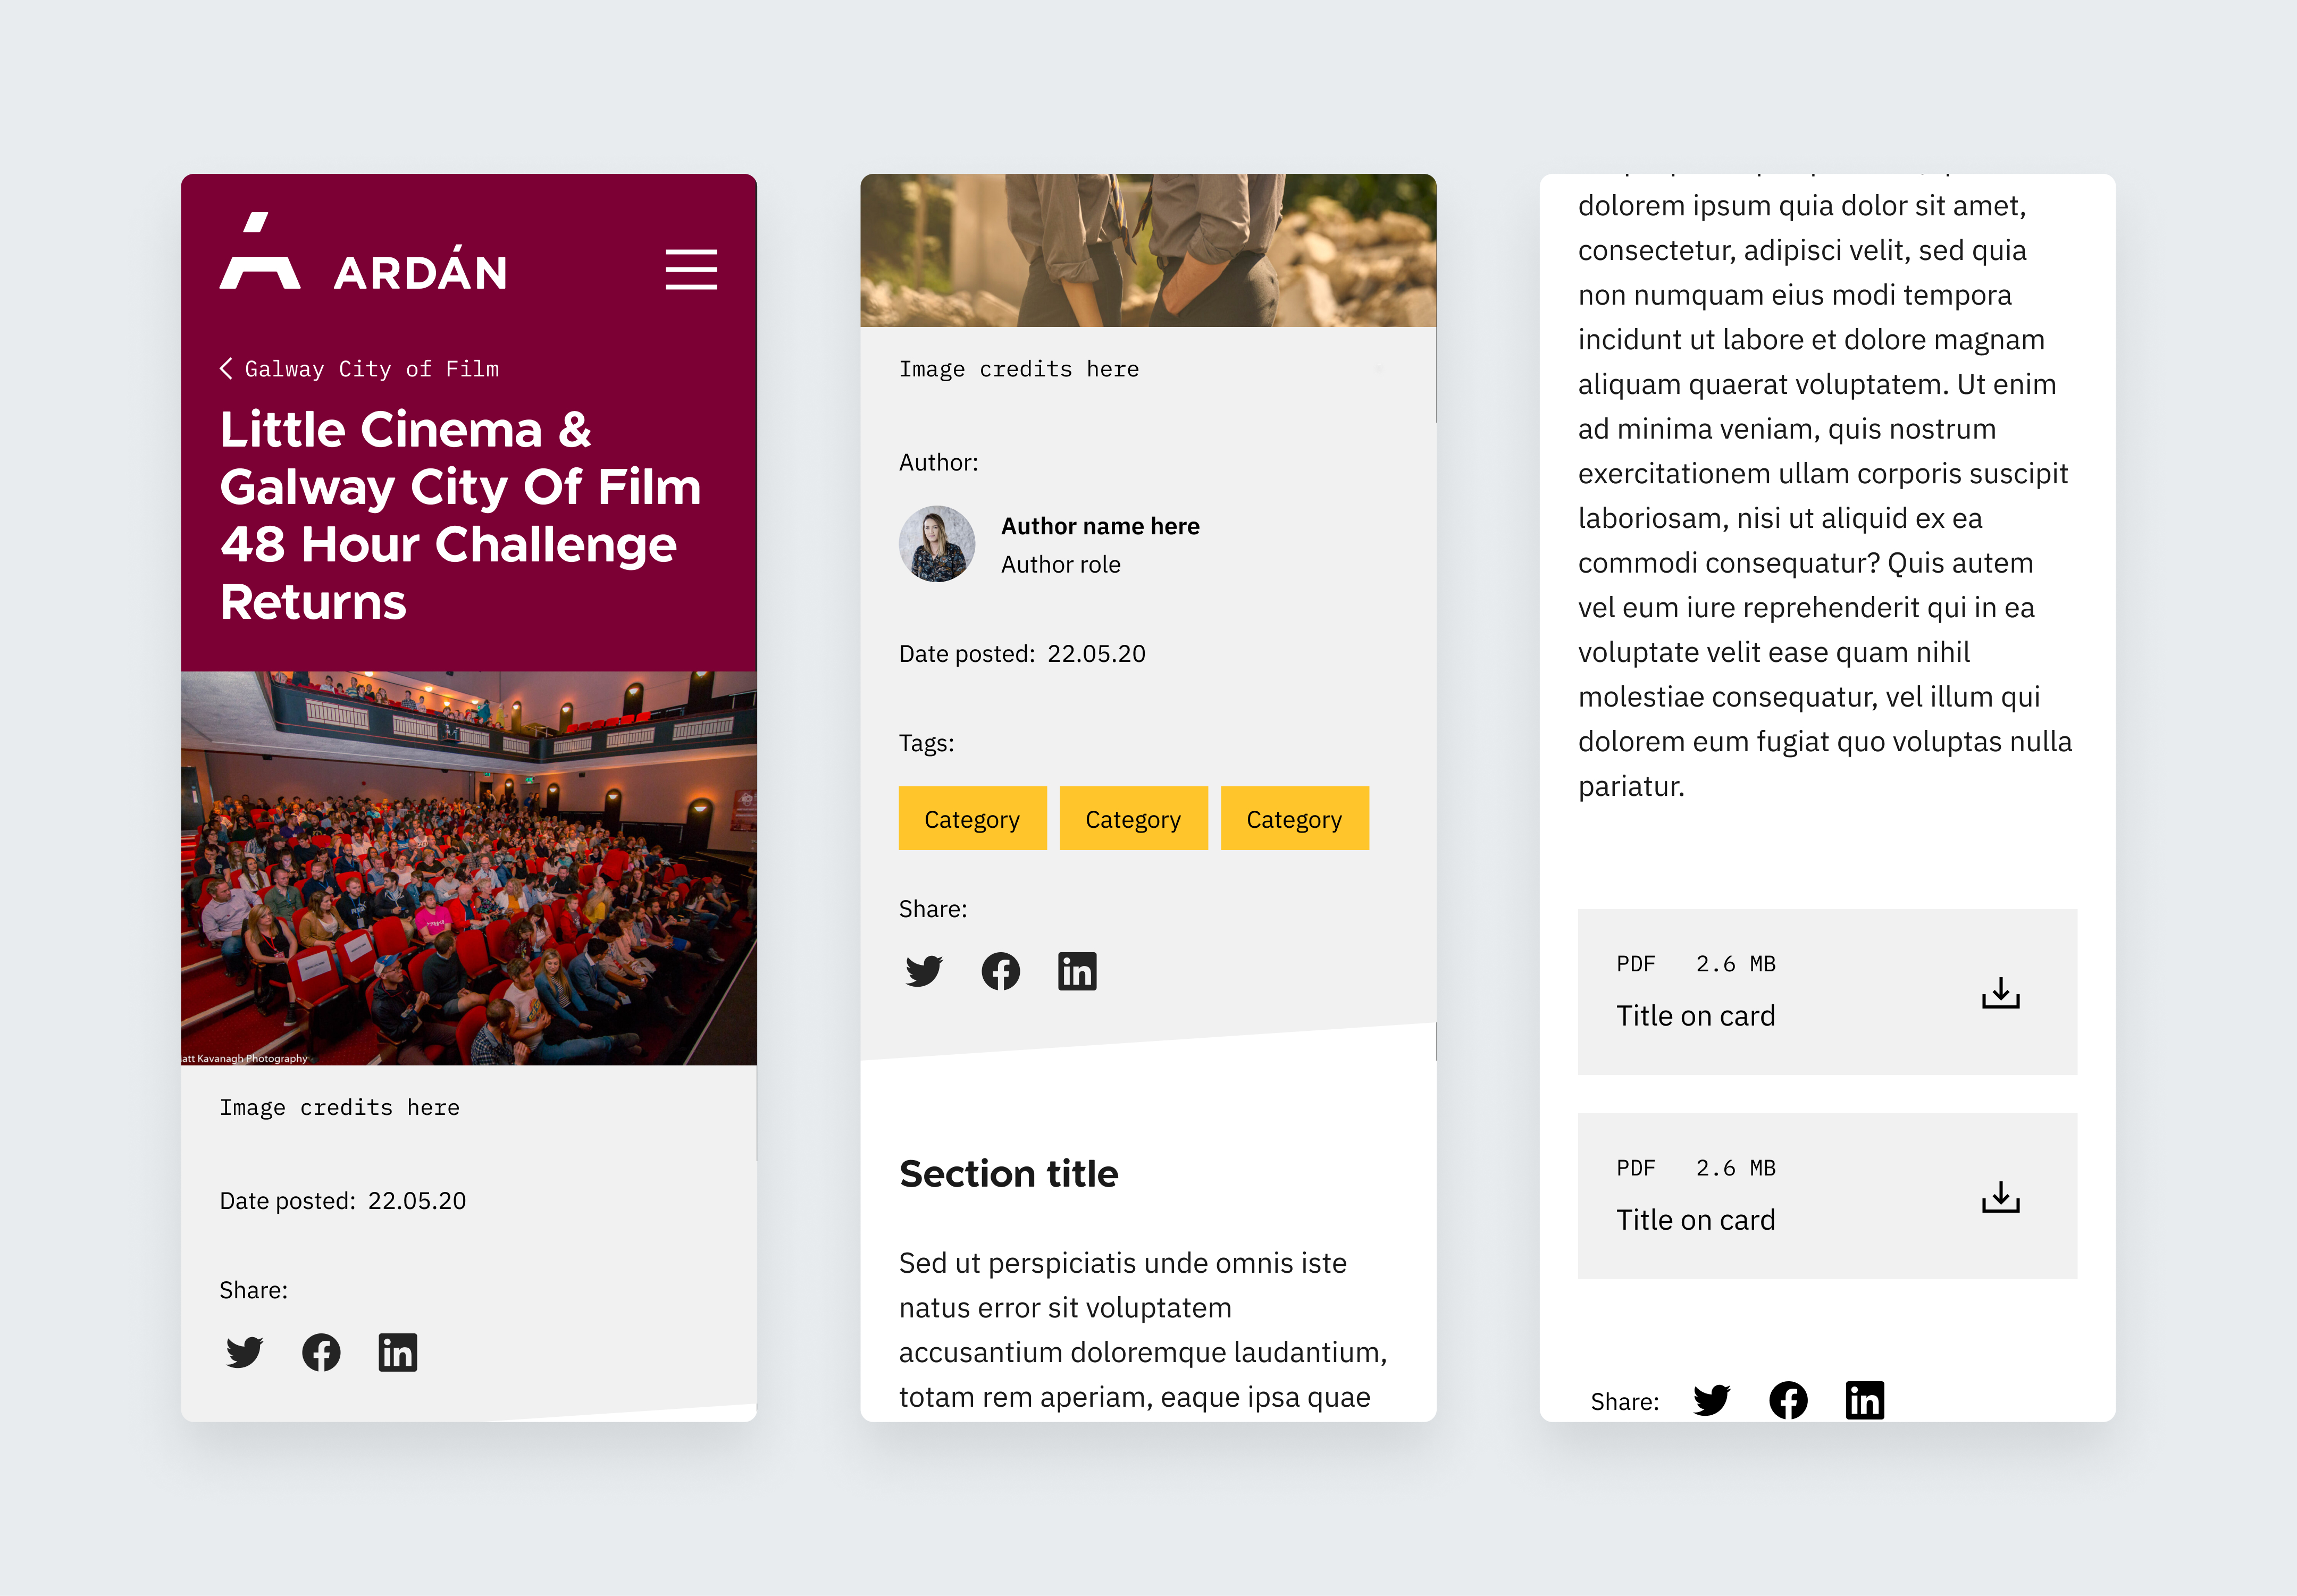 ARDÁN
Galway City of Film
Little Cinema &
Galway City Of Film
48 Hour Challenge
Returns
att Kavanagh Photography
Image credits here
Date posted: 22.05.20
Share:
Image credits here
Author:
Author name here
Author role
Date posted: 22.05.20
Tags:
Category Category Category
Share:
Section title
Sed ut perspiciatis unde omnis iste
natus error sit voluptatem
accusantium doloremque laudantium,
totam rem aperiam, eaque ipsa quae
dolorem ipsum quia dolor sit amet,
consectetur, adipisci velit, sed quia
non numquam eius modi tempora
incidunt ut labore et dolore magnam
aliquam quaerat voluptatem. Ut enim
ad minima veniam, quis nostrum
exercitationem ullam corporis suscipit
laboriosam, nisi ut aliquid ex ea
commodi consequatur? Quis autem
vel eum iure reprehenderit qui in ea
voluptate velit ease quam nihil
molestiae consequatur, vel illum qui
dolorem eum fugiat quo voluptas nulla
pariatur.
PDF 2.6 MB
Title on card
PDF 2.6 MB
Title on card
Share: